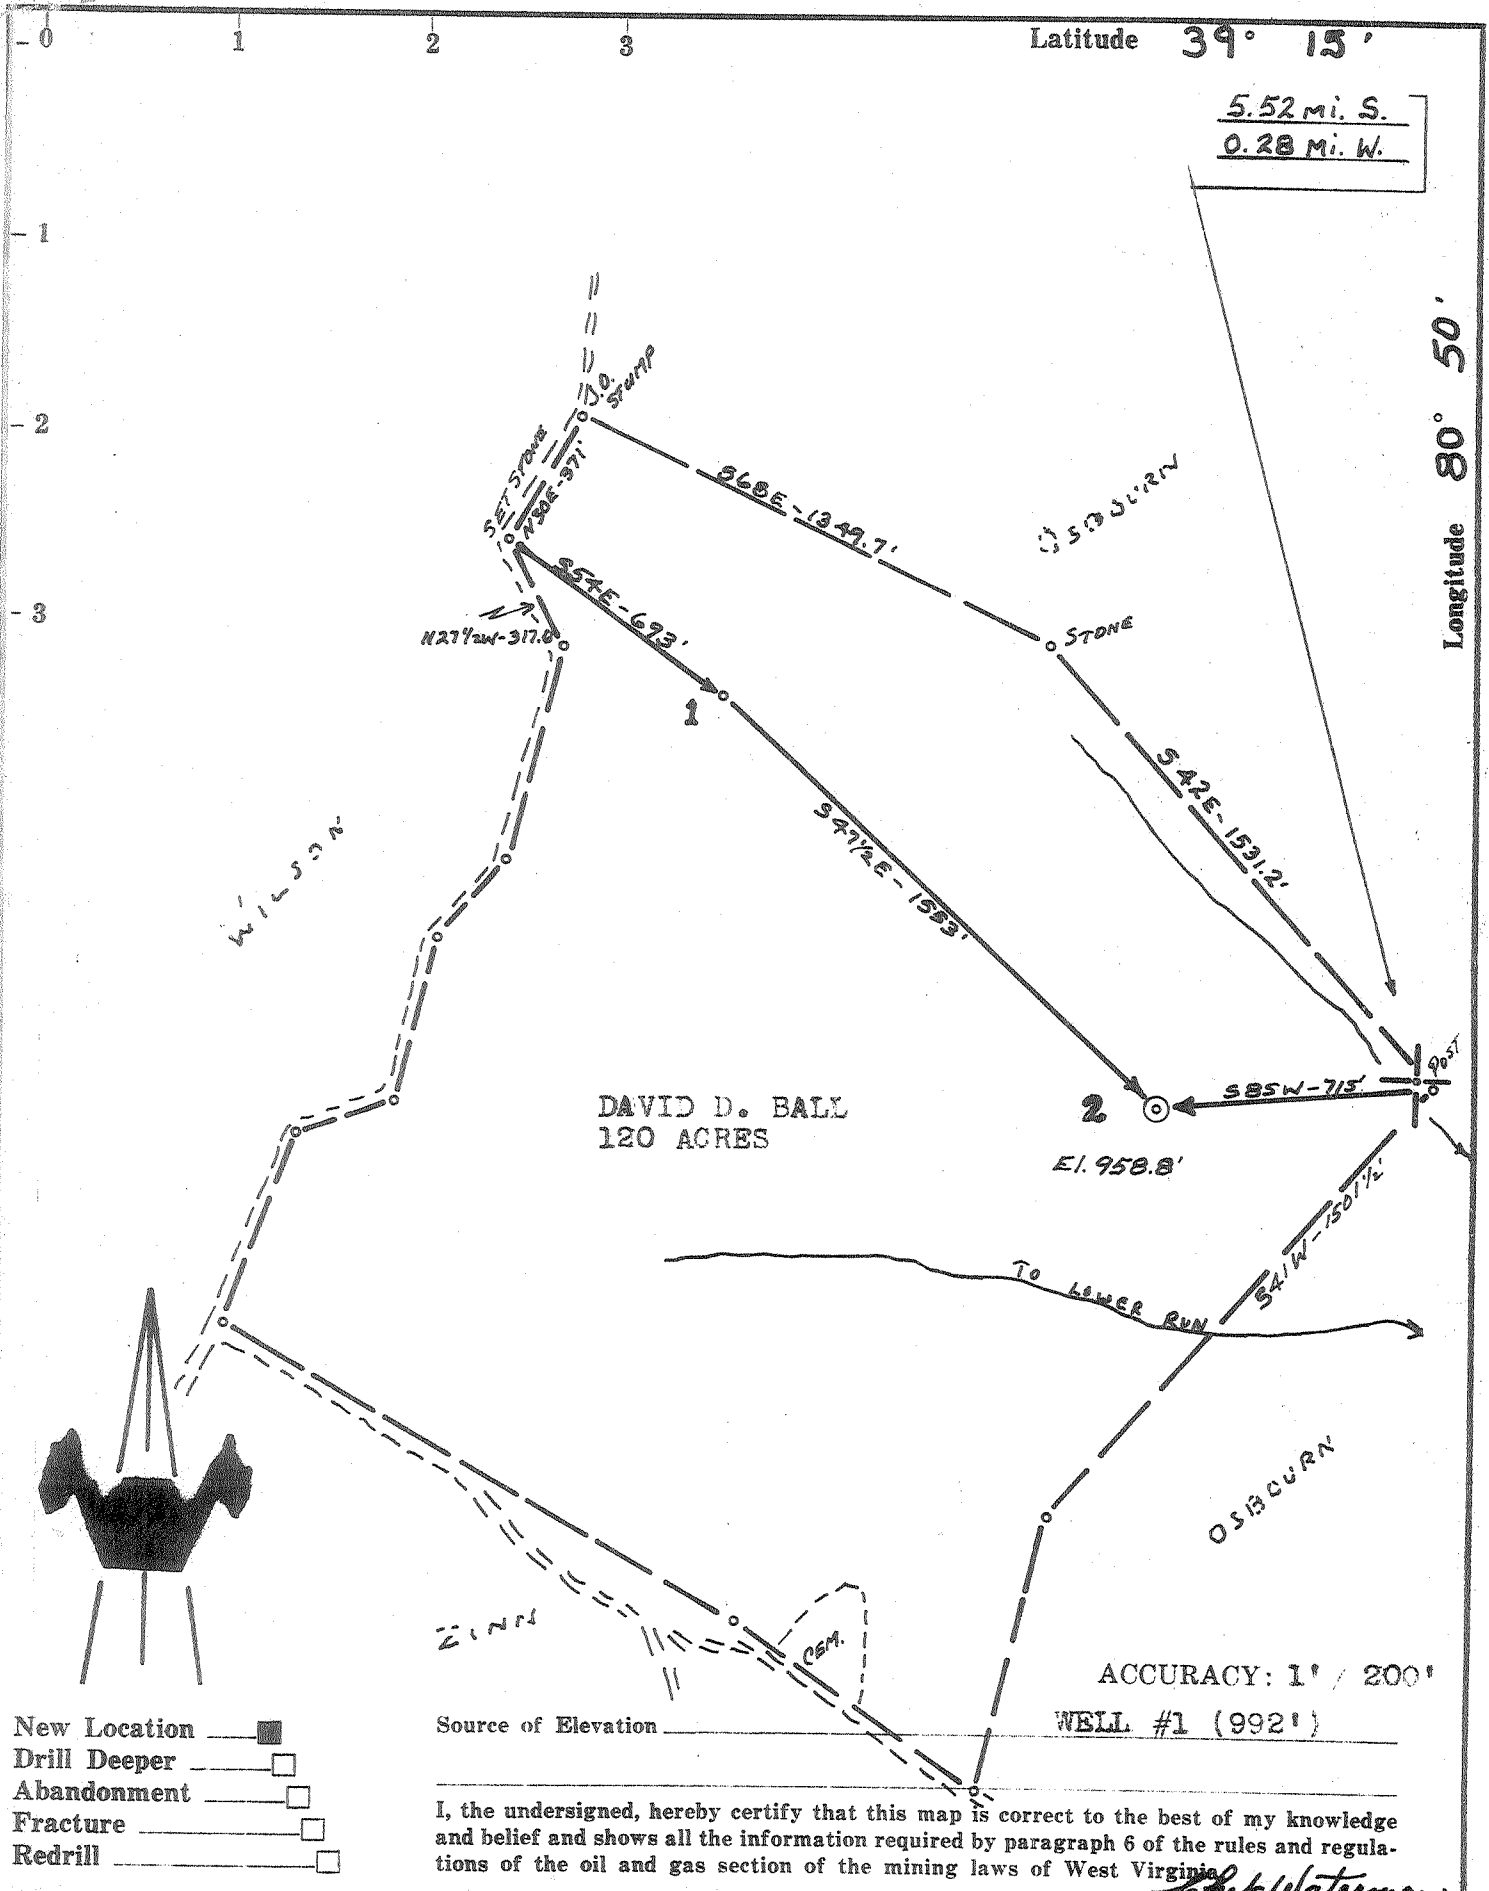 - 0 1 2 3 Latitude 39° 15'
5.52 Mi. S.
0.28 Mi. W.
- 1
Longitude 80° 50'
J.O.
STUMP
- 2
SET STONE
N30E-371'
S68E-1349.7'
OSBOURN
S54E-693'
- 3
N27½W-317.6
STONE
1
S42E-1531.2'
S47½E-1553'
WILSON
POST
S85W-715'
DAVID D. BALL
120 ACRES
2
El. 958.8'
S41W-1501½'
TO LOWER RUN
OSBOURN
ZINN
CEM.
ACCURACY: 1' / 200'
New Location
Source of Elevation WELL #1 (992')
Drill Deeper
Abandonment
Fracture
Redrill
I, the undersigned, hereby certify that this map is correct to the best of my knowledge
and belief and shows all the information required by paragraph 6 of the rules and regula-
tions of the oil and gas section of the mining laws of West Virginia